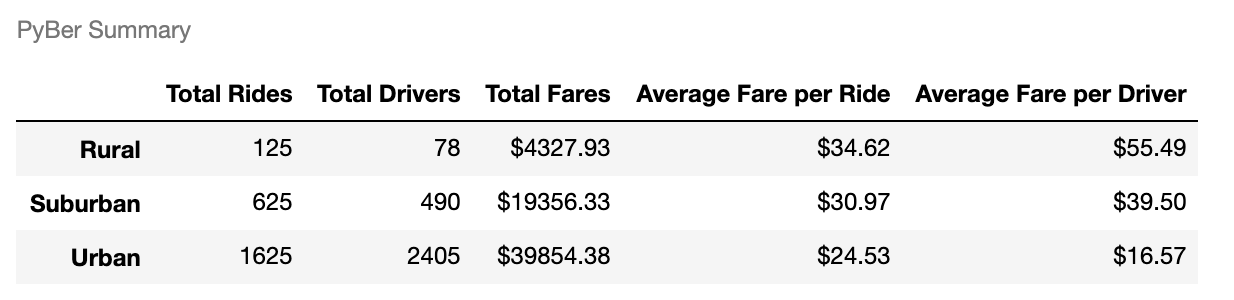 PyBer Summary
Total Rides Total Drivers Total Fares Average Fare per Ride Average Fare per Driver
Rural 125 78 $4327.93 $34.62 $55.49
Suburban 625 490 $19356.33 $30.97 $39.50
Urban 1625 2405 $39854.38 $24.53 $16.57